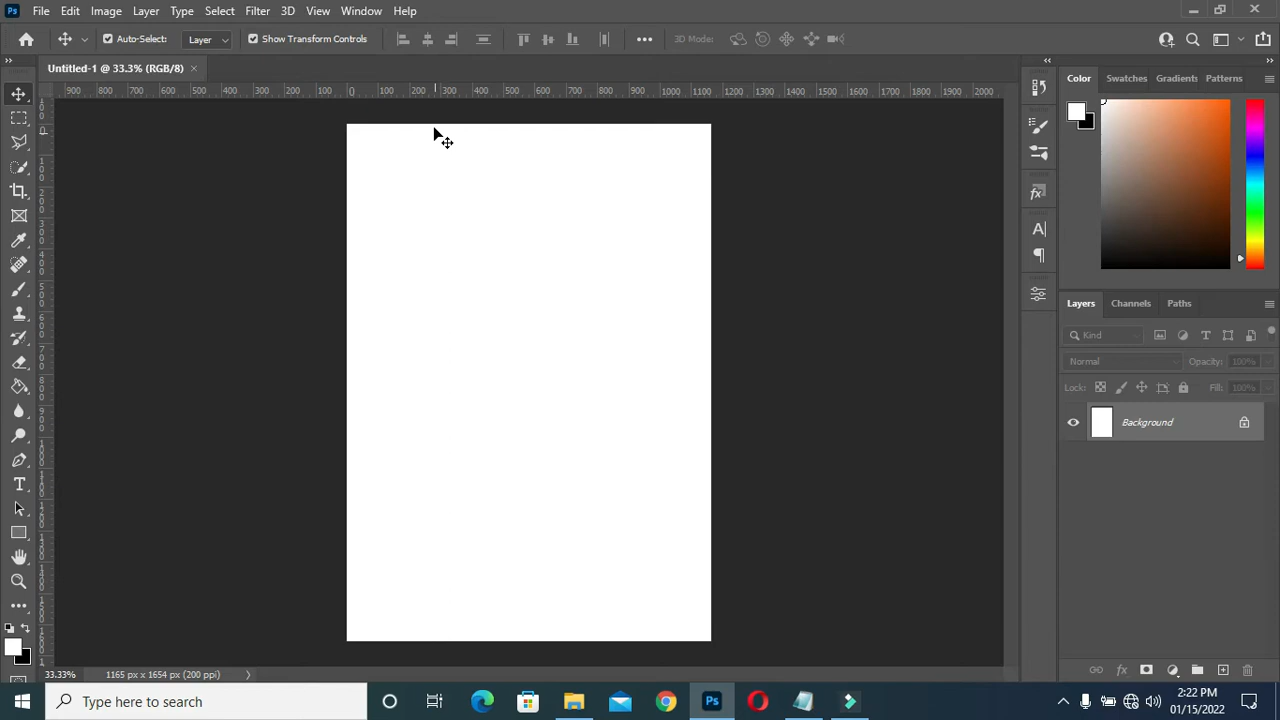 Ps File Edit Image Layer Type Select Filter 3D View Window Help
Auto-Select: Layer Show Transform Controls 3D Mode:
Untitled-1 @ 33.3% (RGB/8)
900 800 700 600 500 400 300 200 100 0 100 200 300 400 500 600 700 800 900 1000 1100 1200 1300 1400 1500 1600 1700 1800 1900 2000
Color Swatches Gradients Patterns
Layers Channels Paths
Kind
Normal Opacity: 100%
Lock: Fill: 100%
Background
33.33% 1165 px x 1654 px (200 ppi)
Type here to search
Ps
2:22 PM
01/15/2022